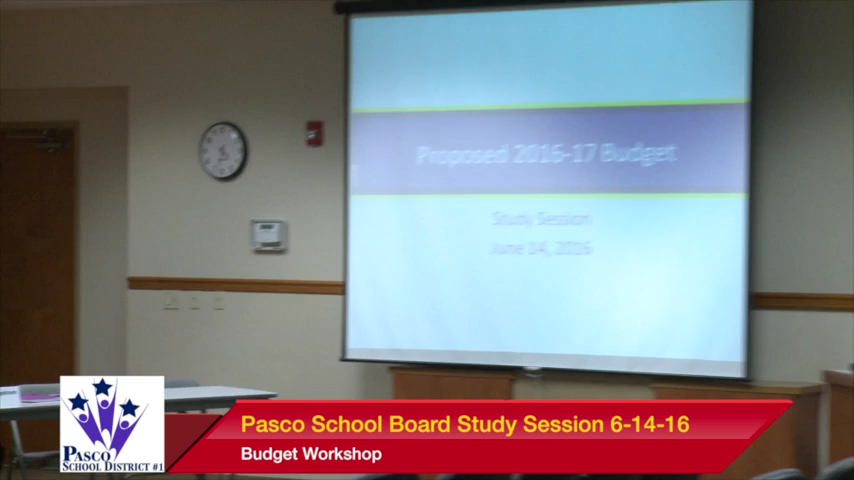 Proposed 2016-17 Budget
Study Session
June 14, 2016
PASCO
SCHOOL DISTRICT #1
Pasco School Board Study Session 6-14-16
Budget Workshop